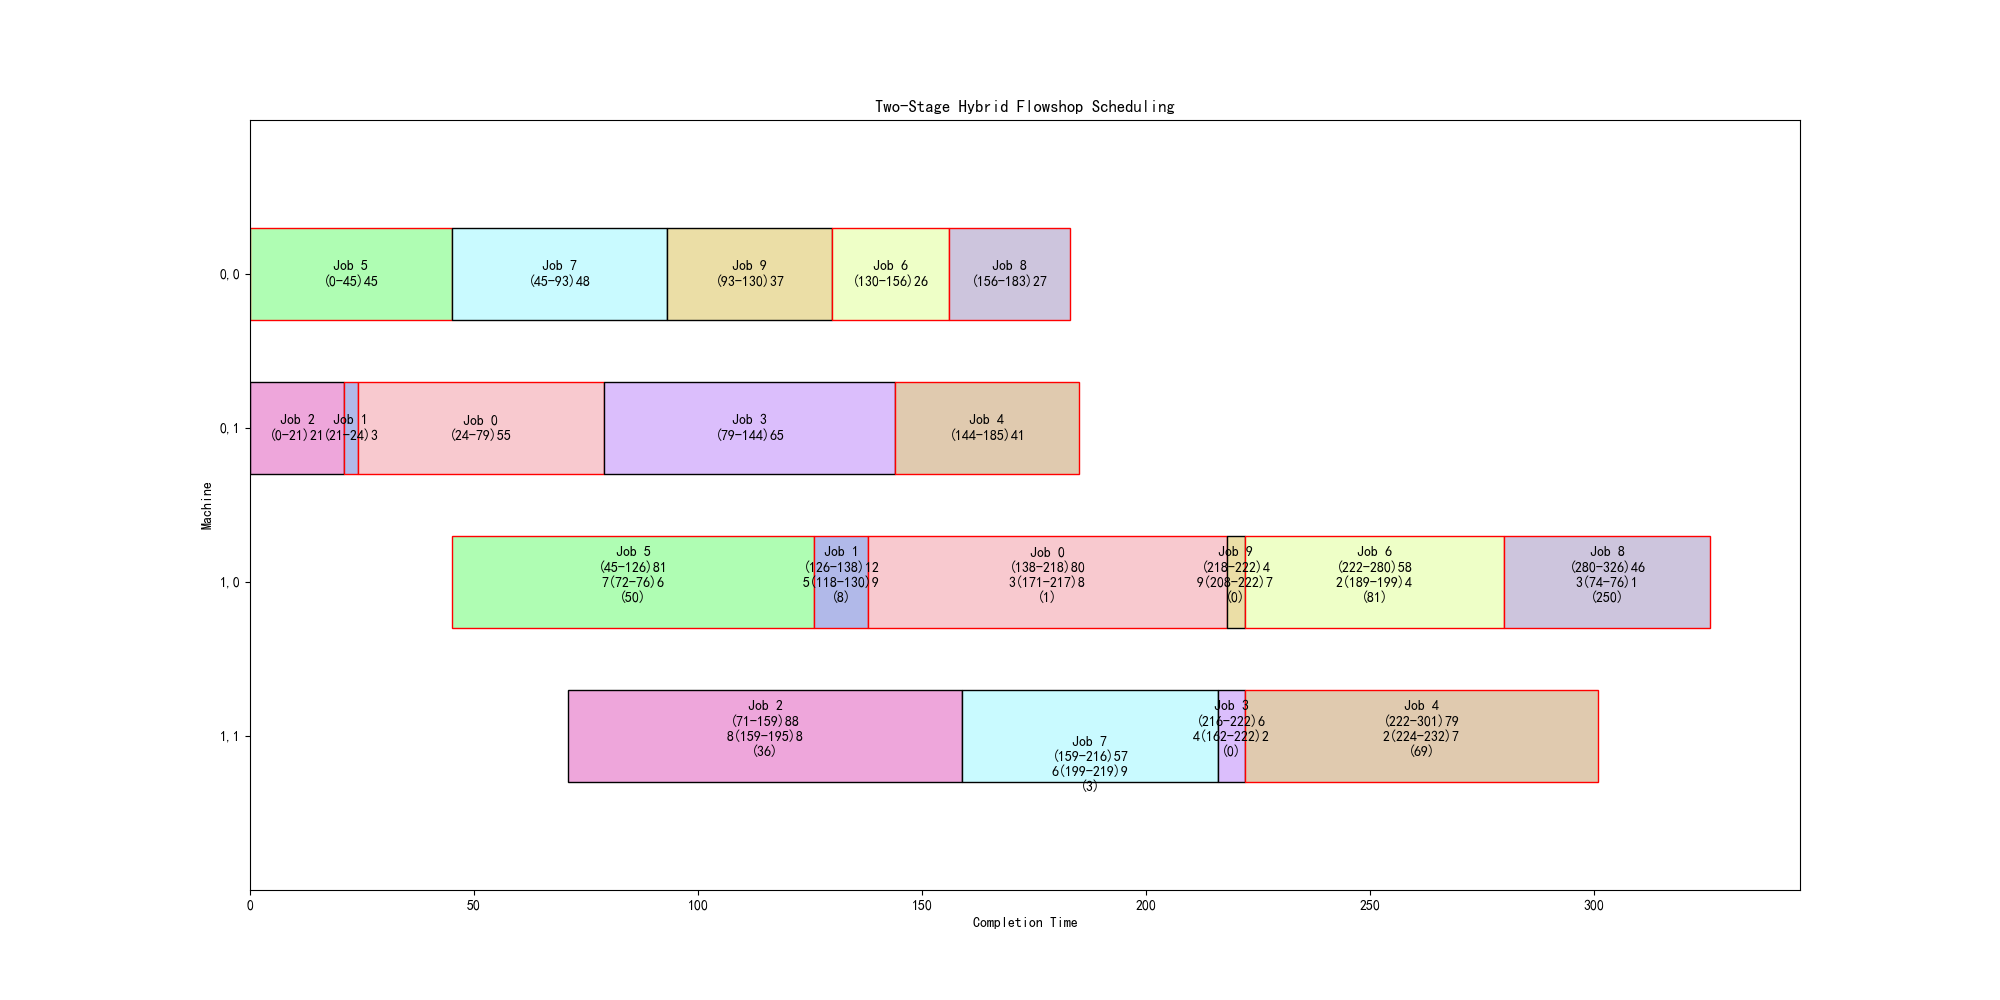 Two-Stage Hybrid Flowshop Scheduling
0,0
Job 5
(0-45)45
Job 7
(45-93)48
Job 9
(93-130)37
Job 6
(130-156)26
Job 8
(156-183)27
0,1
Job 2
(0-21)21
Job 1
(21-24)3
Job 0
(24-79)55
Job 3
(79-144)65
Job 4
(144-185)41
Machine
1,0
Job 5
(45-126)81
7(72-76)6
(50)
Job 1
(126-138)12
5(118-130)9
(8)
Job 0
(138-218)80
3(171-217)8
(1)
Job 9
(218-222)4
9(208-222)7
(0)
Job 6
(222-280)58
2(189-199)4
(81)
Job 8
(280-326)46
3(74-76)1
(250)
1,1
Job 2
(71-159)88
8(159-195)8
(36)
Job 7
(159-216)57
6(199-219)9
(3)
Job 3
(216-222)6
4(162-222)2
(0)
Job 4
(222-301)79
2(224-232)7
(69)
0
50
100
150
200
250
300
Completion Time